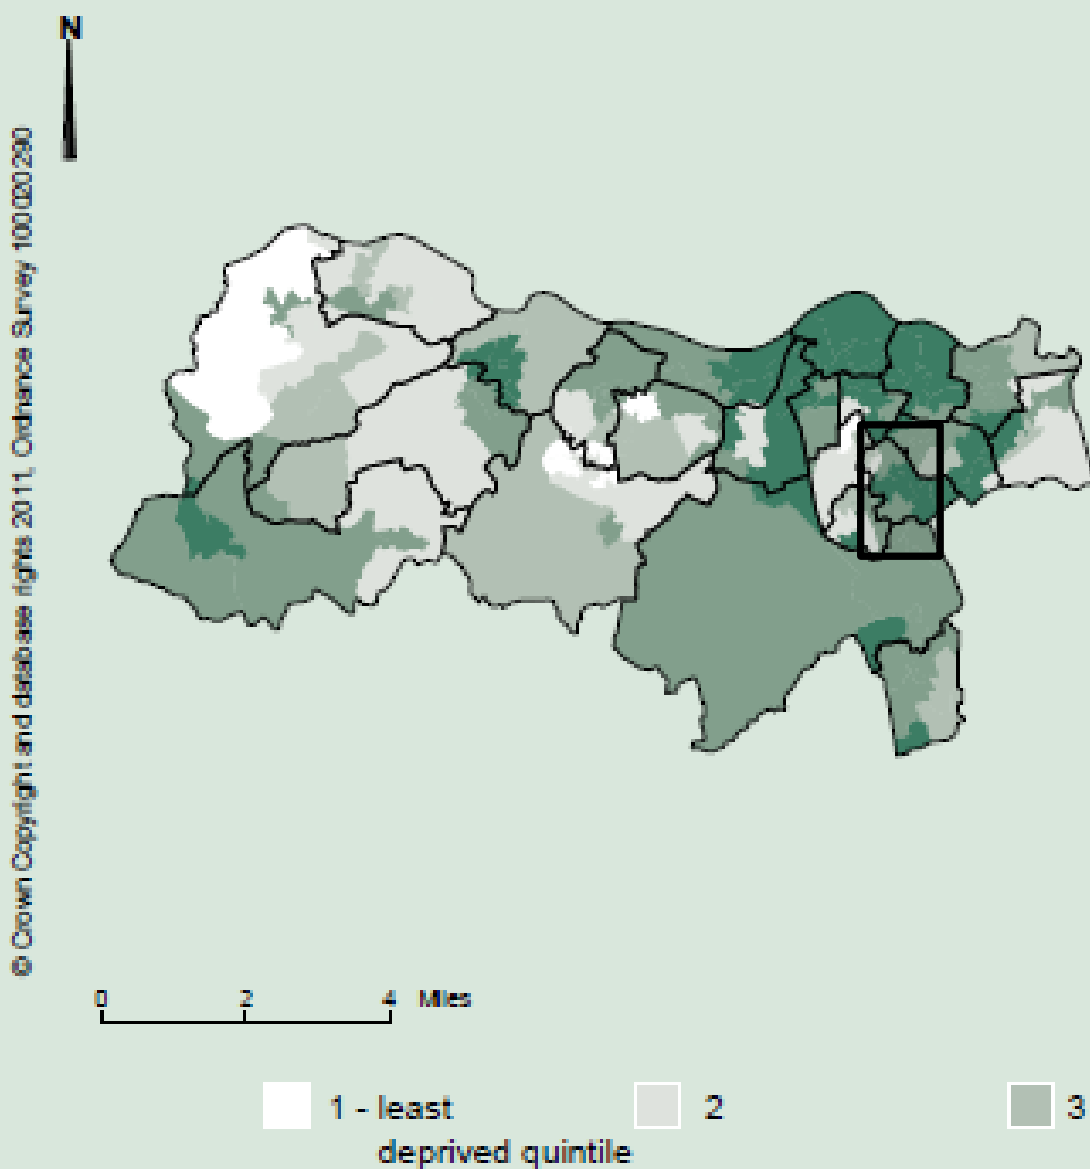 N
© Crown Copyright and database rights 2011, Ordnance Survey 100020290
0 2 4 Miles
1 - least
deprived quintile
2
3